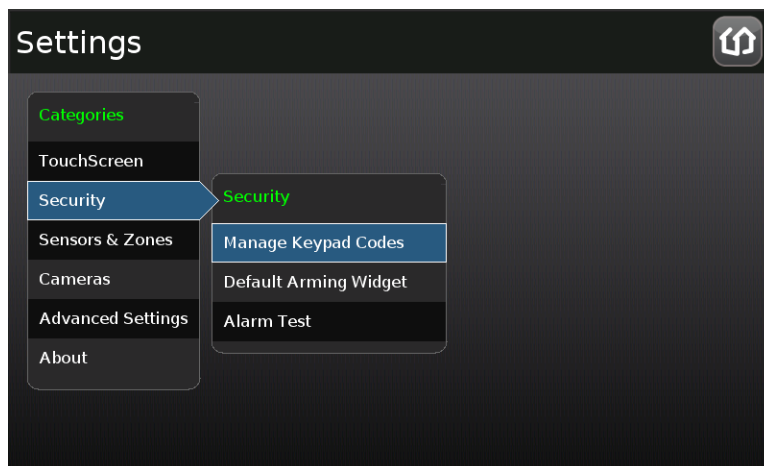 Settings
Categories
TouchScreen
Security
Sensors & Zones
Cameras
Advanced Settings
About
Security
Manage Keypad Codes
Default Arming Widget
Alarm Test